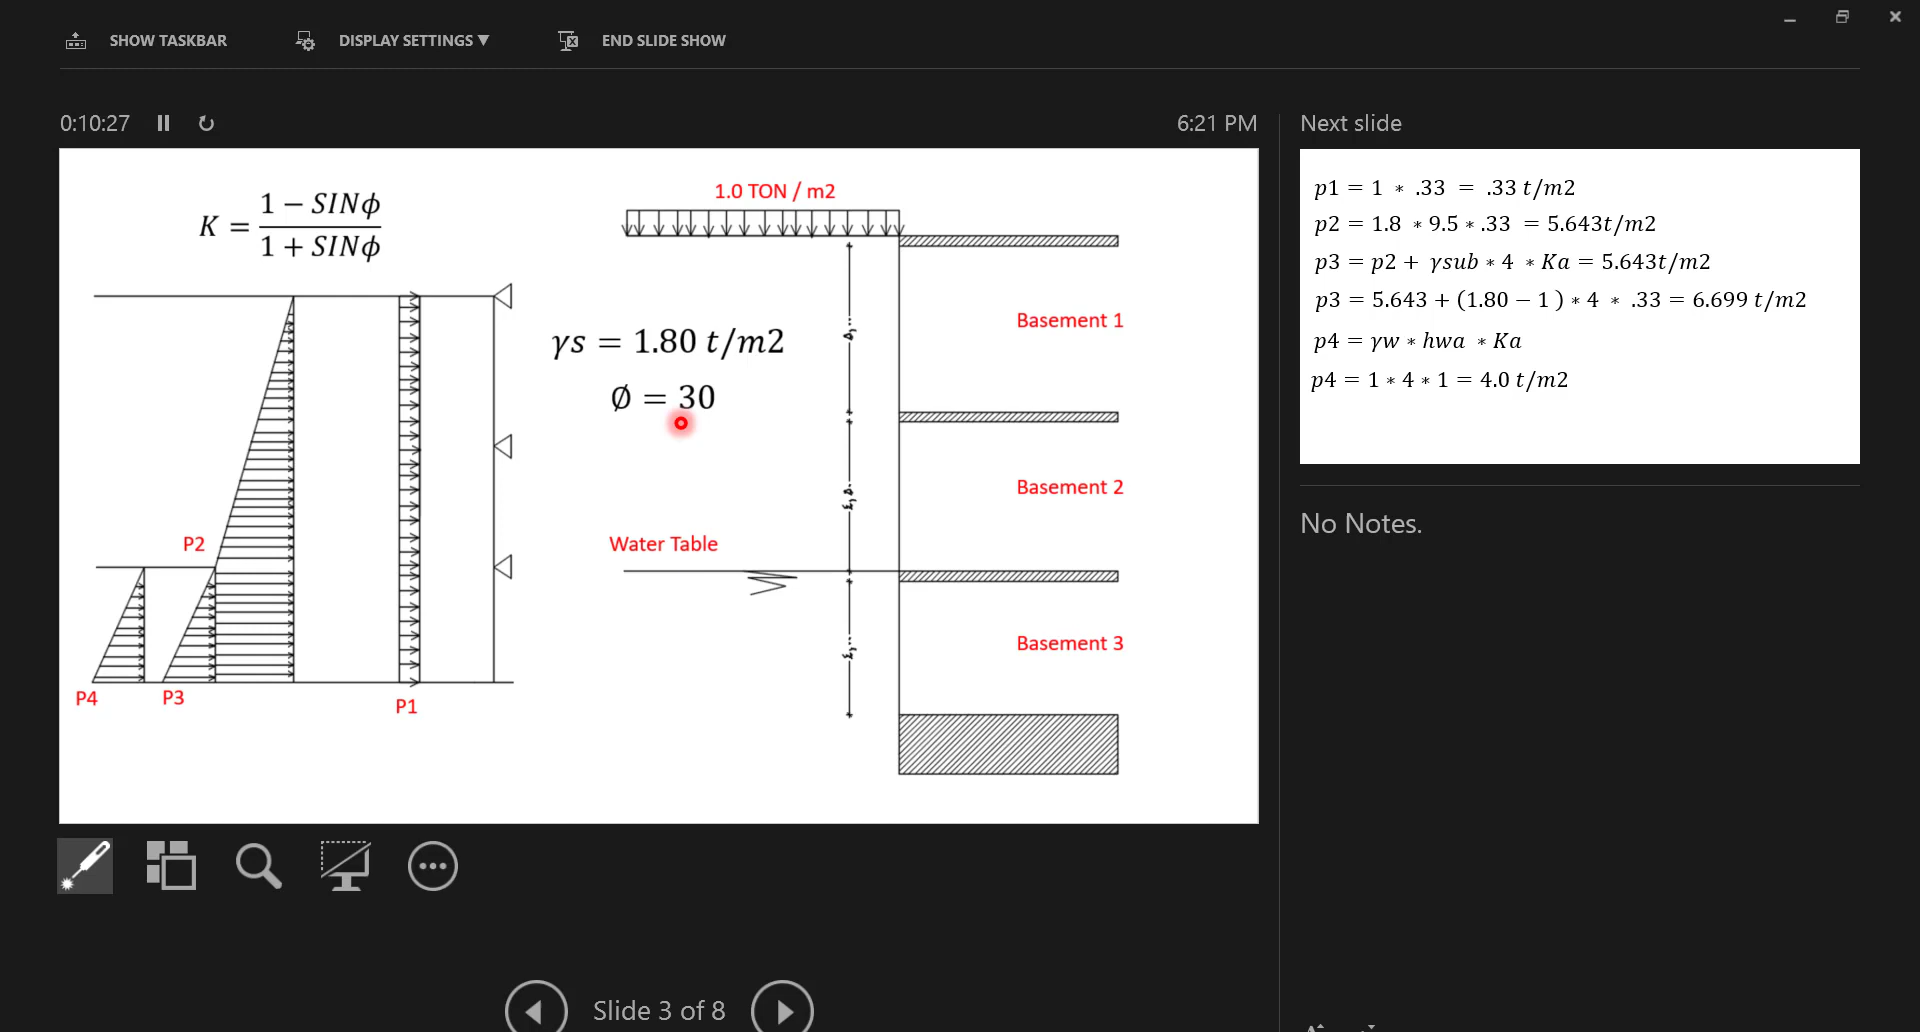 SHOW TASKBAR
DISPLAY SETTINGS ▼
END SLIDE SHOW
0:10:27
6:21 PM
Next slide
K = (1 − SINϕ) / (1 + SINϕ)
1.0 TON / m2
γs = 1.80 t/m2
∅ = 30
Basement 1
Basement 2
Water Table
Basement 3
٥,...
٤,٥٠
٤,...
P2
P4
P3
P1
p1 = 1 ∗ .33 = .33 t/m2
p2 = 1.8 ∗ 9.5 ∗ .33 = 5.643t/m2
p3 = p2 + γsub ∗ 4 ∗ Ka = 5.643t/m2
p3 = 5.643 + (1.80 − 1 ) ∗ 4 ∗ .33 = 6.699 t/m2
p4 = γw ∗ hwa ∗ Ka
p4 = 1 ∗ 4 ∗ 1 = 4.0 t/m2
No Notes.
Slide 3 of 8